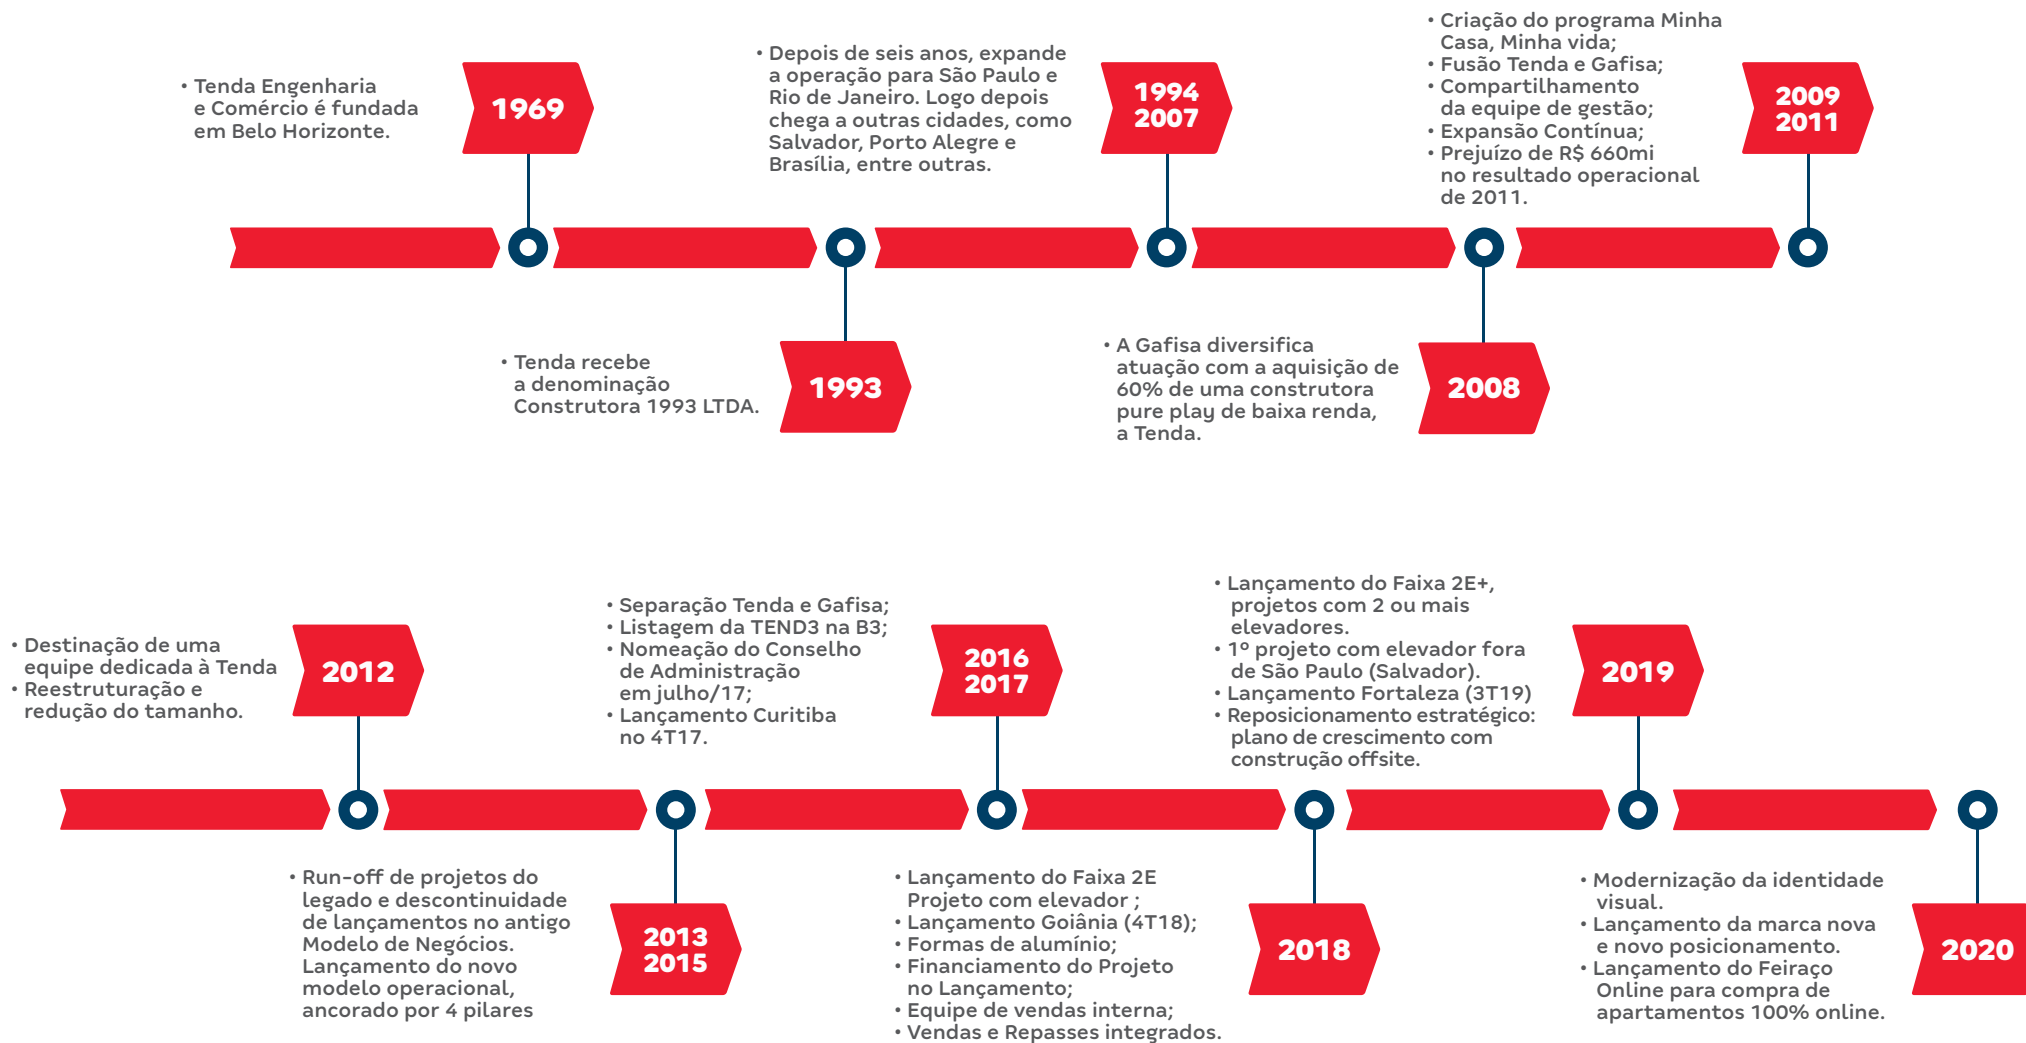 • Tenda Engenharia
e Comércio é fundada
em Belo Horizonte.
1969
• Tenda recebe
a denominação
Construtora 1993 LTDA.
1993
• Depois de seis anos, expande
a operação para São Paulo e
Rio de Janeiro. Logo depois
chega a outras cidades, como
Salvador, Porto Alegre e
Brasília, entre outras.
1994
2007
• A Gafisa diversifica
atuação com a aquisição de
60% de uma construtora
pure play de baixa renda,
a Tenda.
2008
• Criação do programa Minha
Casa, Minha vida;
• Fusão Tenda e Gafisa;
• Compartilhamento
da equipe de gestão;
• Expansão Contínua;
• Prejuízo de R$ 660mi
no resultado operacional
de 2011.
2009
2011
• Destinação de uma
equipe dedicada à Tenda
• Reestruturação e
redução do tamanho.
2012
• Run-off de projetos do
legado e descontinuidade
de lançamentos no antigo
Modelo de Negócios.
Lançamento do novo
modelo operacional,
ancorado por 4 pilares
2013
2015
• Separação Tenda e Gafisa;
• Listagem da TEND3 na B3;
• Nomeação do Conselho
de Administração
em julho/17;
• Lançamento Curitiba
no 4T17.
2016
2017
• Lançamento do Faixa 2E
Projeto com elevador ;
• Lançamento Goiânia (4T18);
• Formas de alumínio;
• Financiamento do Projeto
no Lançamento;
• Equipe de vendas interna;
• Vendas e Repasses integrados.
2018
• Lançamento do Faixa 2E+,
projetos com 2 ou mais
elevadores.
• 1º projeto com elevador fora
de São Paulo (Salvador).
• Lançamento Fortaleza (3T19)
• Reposicionamento estratégico:
plano de crescimento com
construção offsite.
2019
• Modernização da identidade
visual.
• Lançamento da marca nova
e novo posicionamento.
• Lançamento do Feiraço
Online para compra de
apartamentos 100% online.
2020